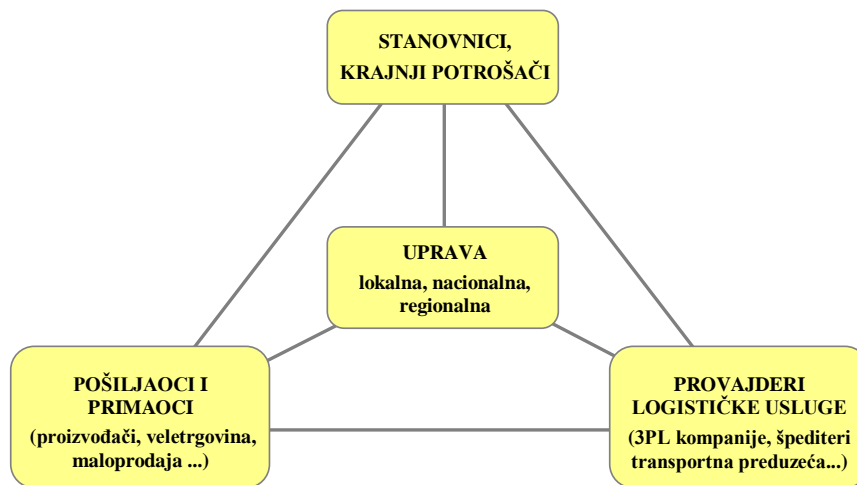 STANOVNICI,
KRAJNJI POTROŠAČI
UPRAVA
lokalna, nacionalna,
regionalna
POŠILJAOCI I
PRIMAOCI
(proizvođači, veletrgovina,
maloprodaja ...)
PROVAJDERI
LOGISTIČKE USLUGE
(3PL kompanije, špediteri
transportna preduzeća...)